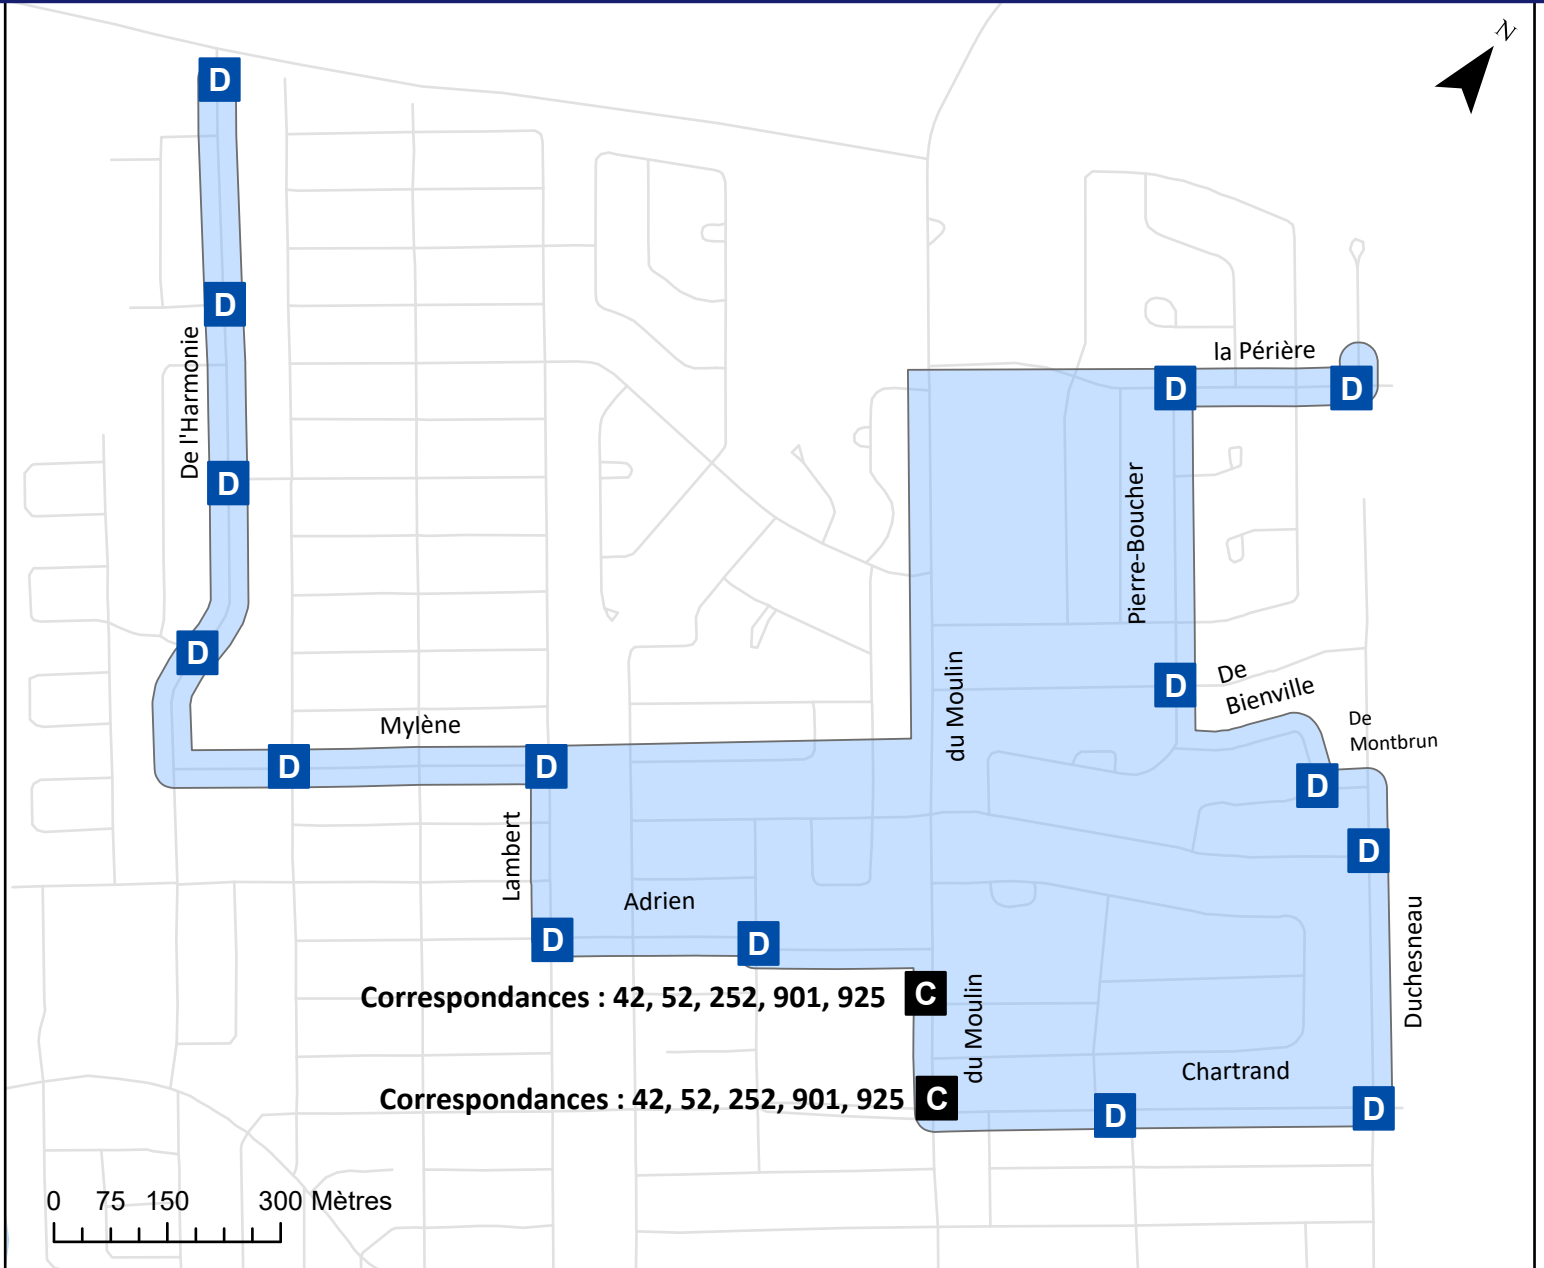 N
D
D
De l'Harmonie
la Périère
D
D
D
Pierre-Boucher
D
du Moulin
D
De
Bienville
De
Montbrun
Mylène
D
D
D
Lambert
D
Adrien
D
D
Duchesneau
Correspondances : 42, 52, 252, 901, 925 C
du Moulin
Chartrand
Correspondances : 42, 52, 252, 901, 925 C
D
D
0 75 150 300 Mètres